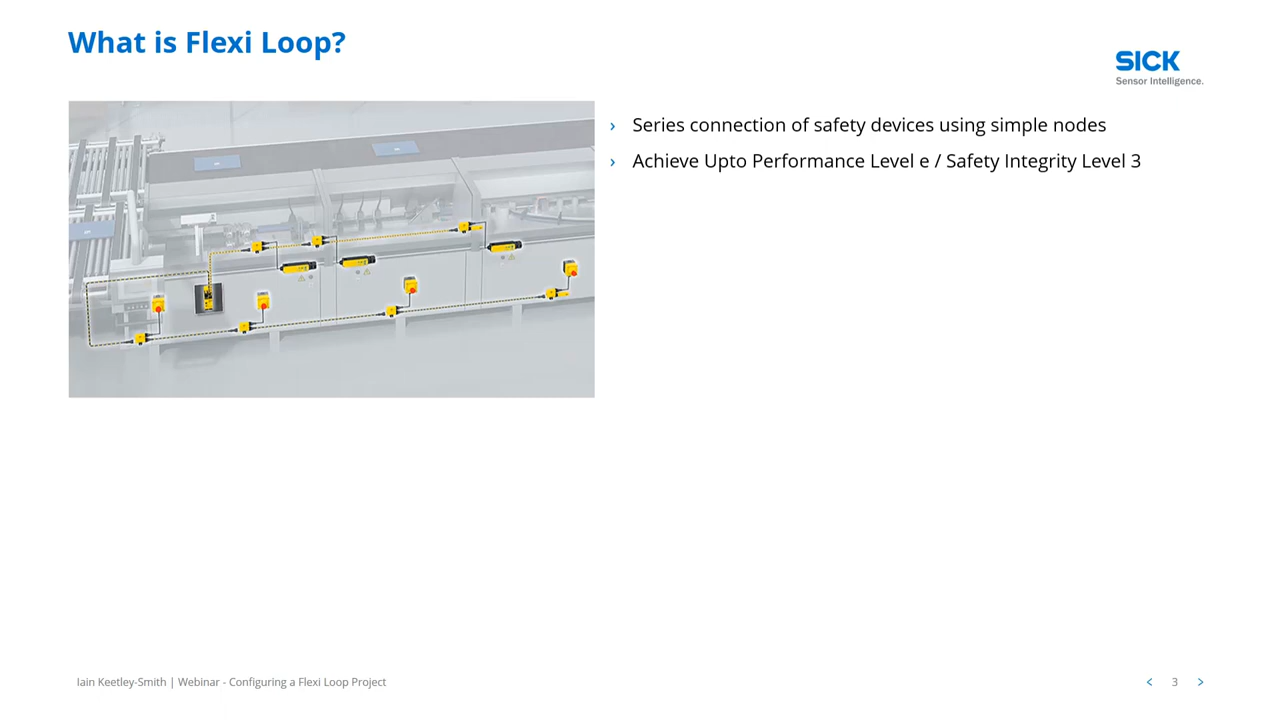 What is Flexi Loop?
SICK
Sensor Intelligence.
› Series connection of safety devices using simple nodes
› Achieve Upto Performance Level e / Safety Integrity Level 3
Iain Keetley-Smith | Webinar - Configuring a Flexi Loop Project
< 3 >